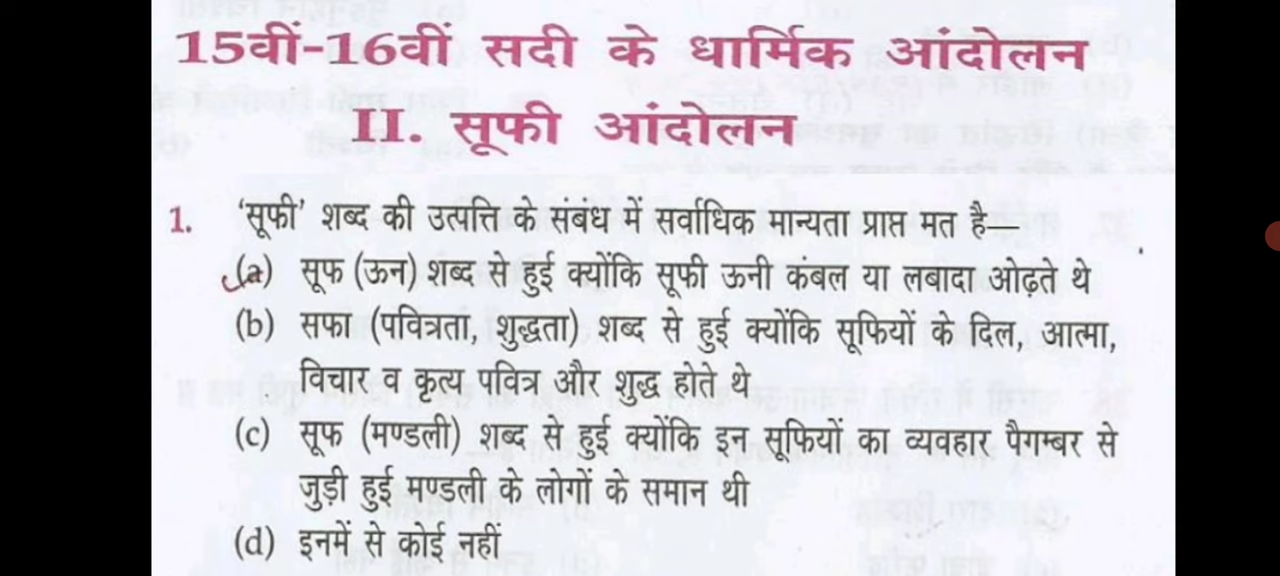 15वीं-16वीं सदी के धार्मिक आंदोलन
II. सूफी आंदोलन
1. 'सूफी' शब्द की उत्पत्ति के संबंध में सर्वाधिक मान्यता प्राप्त मत है—
(a) सूफ (ऊन) शब्द से हुई क्योंकि सूफी ऊनी कंबल या लबादा ओढ़ते थे
(b) सफा (पवित्रता, शुद्धता) शब्द से हुई क्योंकि सूफियों के दिल, आत्मा,
विचार व कृत्य पवित्र और शुद्ध होते थे
(c) सूफ (मण्डली) शब्द से हुई क्योंकि इन सूफियों का व्यवहार पैगम्बर से
जुड़ी हुई मण्डली के लोगों के समान थी
(d) इनमें से कोई नहीं